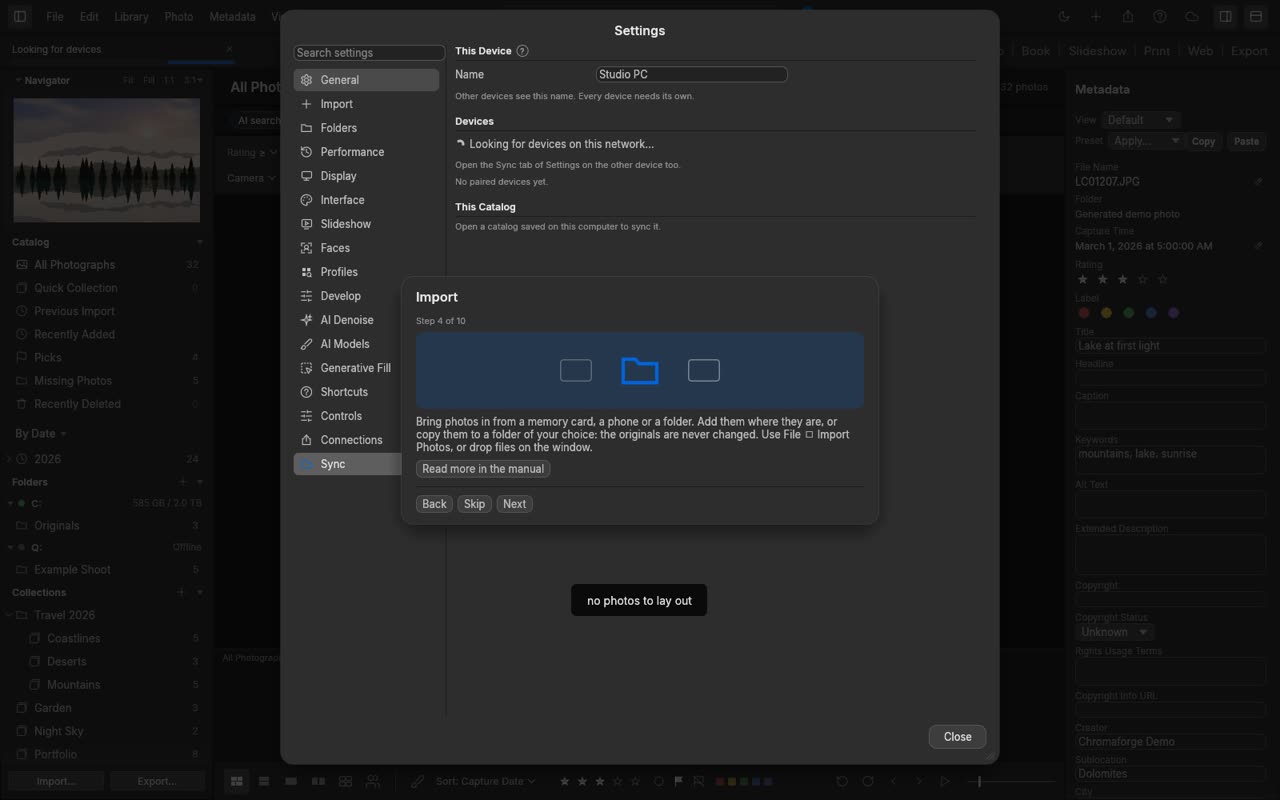 File Edit Library Photo Metadata
Looking for devices
Book Slideshow Print Web Export
Navigator Fit Fill 1:1 3:1
Catalog
All Photographs 32
Quick Collection 0
Previous Import
Recently Added
Picks 4
Missing Photos 5
Recently Deleted 0
By Date
2026 24
Folders
C: 585 GB / 2.0 TB
Originals 3
Q: Offline
Example Shoot 5
Collections
Travel 2026
Coastlines 5
Deserts 3
Mountains 5
Garden 3
Night Sky 2
Portfolio 8
Import... Export...
AI search
Rating ≥
Camera
Settings
Search settings
General
Import
Folders
Performance
Display
Interface
Slideshow
Faces
Profiles
Develop
AI Denoise
AI Models
Generative Fill
Shortcuts
Controls
Connections
Sync
This Device ?
Name Studio PC
Other devices see this name. Every device needs its own.
Devices
Looking for devices on this network...
Open the Sync tab of Settings on the other device too.
No paired devices yet.
This Catalog
Open a catalog saved on this computer to sync it.
Import
Step 4 of 10
Bring photos in from a memory card, a phone or a folder. Add them where they are, or
copy them to a folder of your choice: the originals are never changed. Use File □ Import
Photos, or drop files on the window.
Read more in the manual
Back Skip Next
no photos to lay out
Close
Sort: Capture Date
32 photos
Metadata
View Default
Preset Apply... Copy Paste
File Name
LC01207.JPG
Folder
Generated demo photo
Capture Time
March 1, 2026 at 5:00:00 AM
Rating
Label
Title
Lake at first light
Headline
Caption
Keywords
mountains, lake, sunrise
Alt Text
Extended Description
Copyright
Copyright Status
Unknown
Rights Usage Terms
Copyright Info URL
Creator
Chromaforge Demo
Sublocation
Dolomites
City